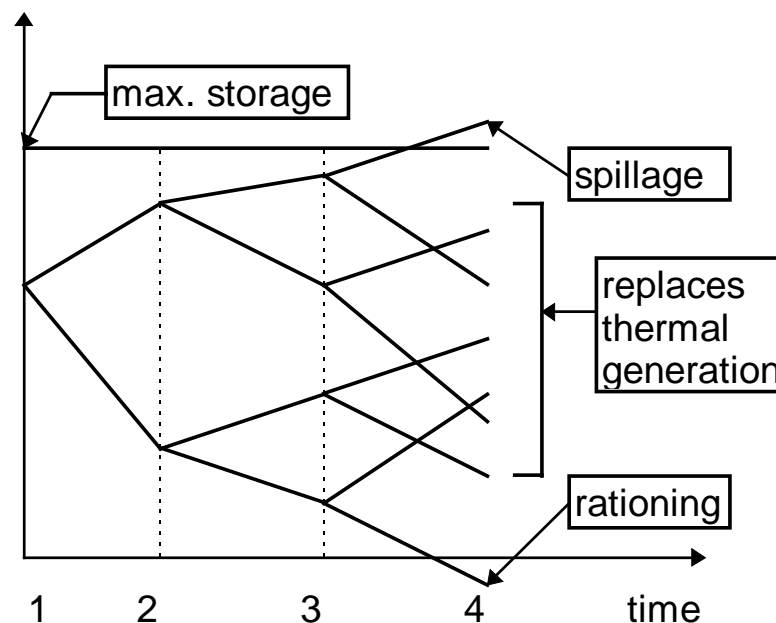 max. storage
spillage
replaces
thermal
generation
rationing
1 2 3 4 time